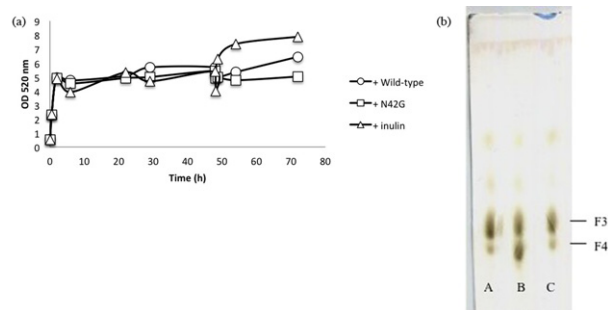 (a)
9
8
7
6
5
4
3
2
1
0
OD 520 nm
0 10 20 30 40 50 60 70 80
Time (h)
+ Wild-type
+ N42G
+ inulin
(b)
F3
F4
A B C